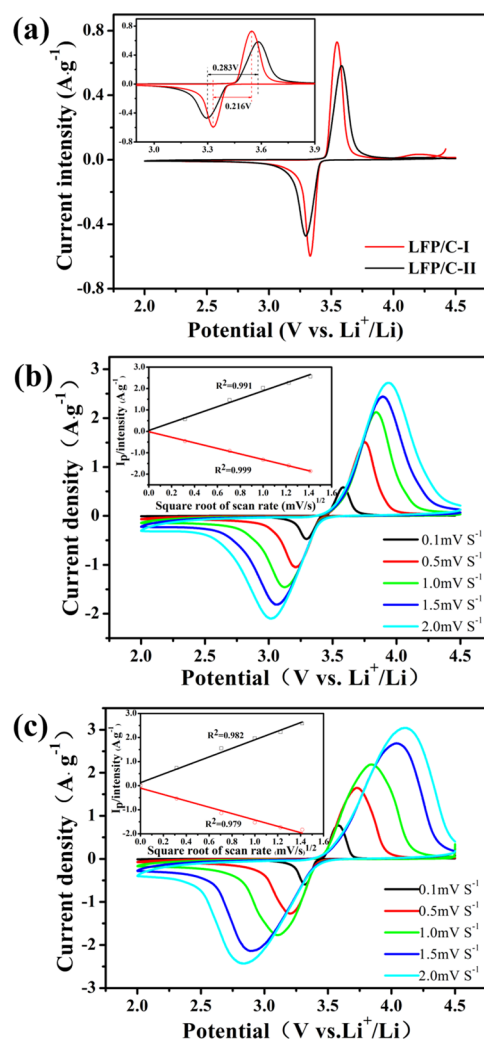 (a)
0.8
0.4
0.0
-0.4
-0.8
Current intensity (A·g-1)
0.8
0.4
0.0
-0.4
-0.8
0.283V
0.216V
3.0 3.3 3.6 3.9
LFP/C-I
LFP/C-II
2.0 2.5 3.0 3.5 4.0 4.5
Potential (V vs. Li+/Li)
(b)
3
2
1
0
-1
-2
Current density (A·g-1)
3.0
2.0
1.0
0.0
-1.0
-2.0
Ip/intensity (A·g-1)
R2=0.991
R2=0.999
0.0 0.2 0.4 0.6 0.8 1.0 1.2 1.4 1.6
Square root of scan rate (mV/s)1/2
0.1mV S-1
0.5mV S-1
1.0mV S-1
1.5mV S-1
2.0mV S-1
2.0 2.5 3.0 3.5 4.0 4.5
Potential (V vs. Li+/Li)
(c)
3
2
1
0
-1
-2
-3
Current density (A·g-1)
3.0
2.0
1.0
0.0
-1.0
-2.0
Ip/intensity (A·g-1)
R2=0.982
R2=0.979
0.0 0.2 0.4 0.6 0.8 1.0 1.2 1.4 1.6
Square root of scan rate (mV/s)1/2
0.1mV S-1
0.5mV S-1
1.0mV S-1
1.5mV S-1
2.0mV S-1
2.0 2.5 3.0 3.5 4.0 4.5
Potential (V vs.Li+/Li)